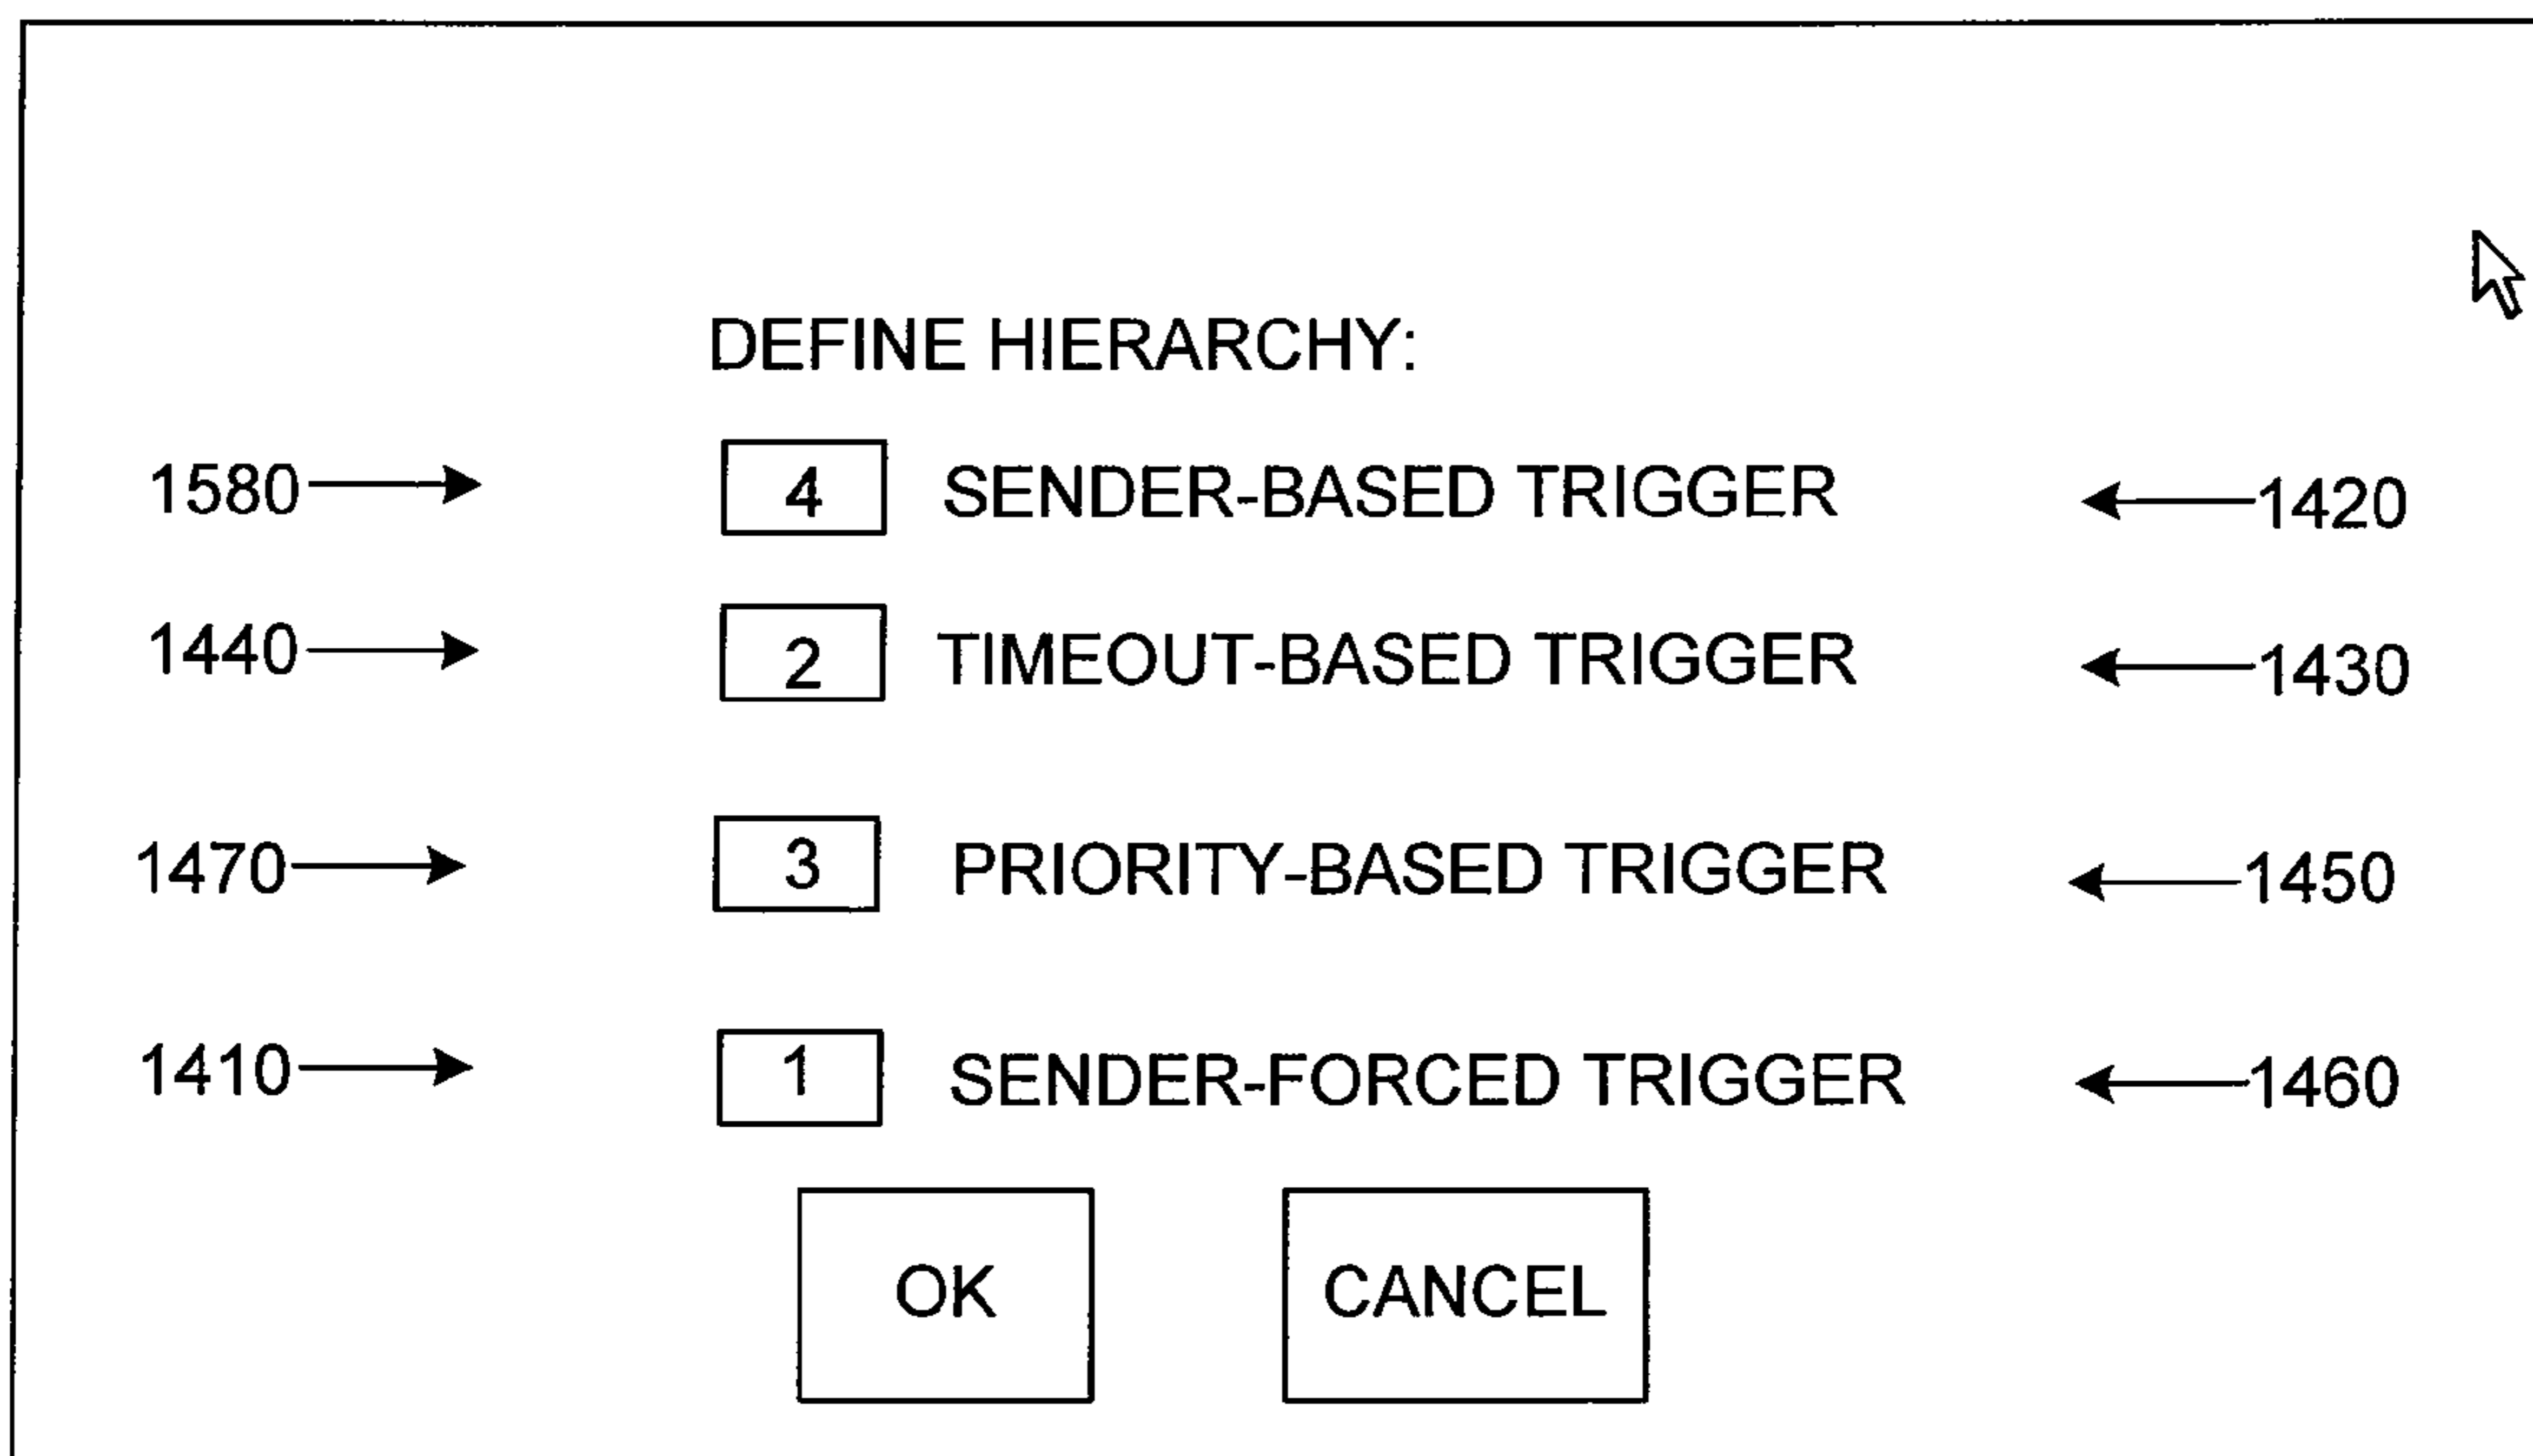 DEFINE HIERARCHY:
1580 4 SENDER-BASED TRIGGER 1420
1440 2 TIMEOUT-BASED TRIGGER 1430
1470 3 PRIORITY-BASED TRIGGER 1450
1410 1 SENDER-FORCED TRIGGER 1460
OK CANCEL